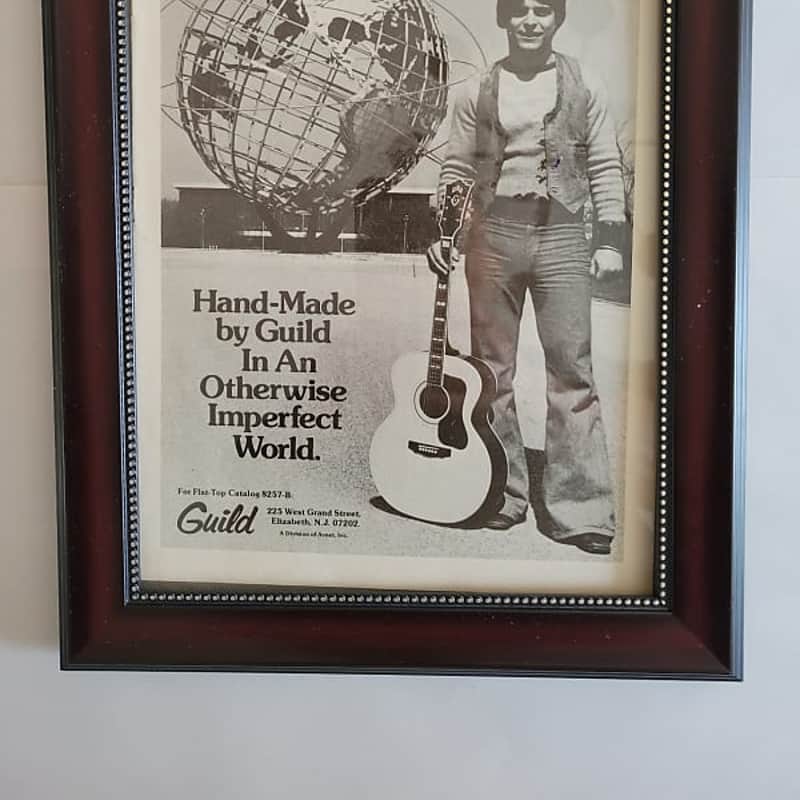 Hand-Made
by Guild
In An
Otherwise
Imperfect
World.
For Flat-Top Catalog 8257-B.
Guild
225 West Grand Street,
Elizabeth, N.J. 07202.
A Division of Avnet, Inc.